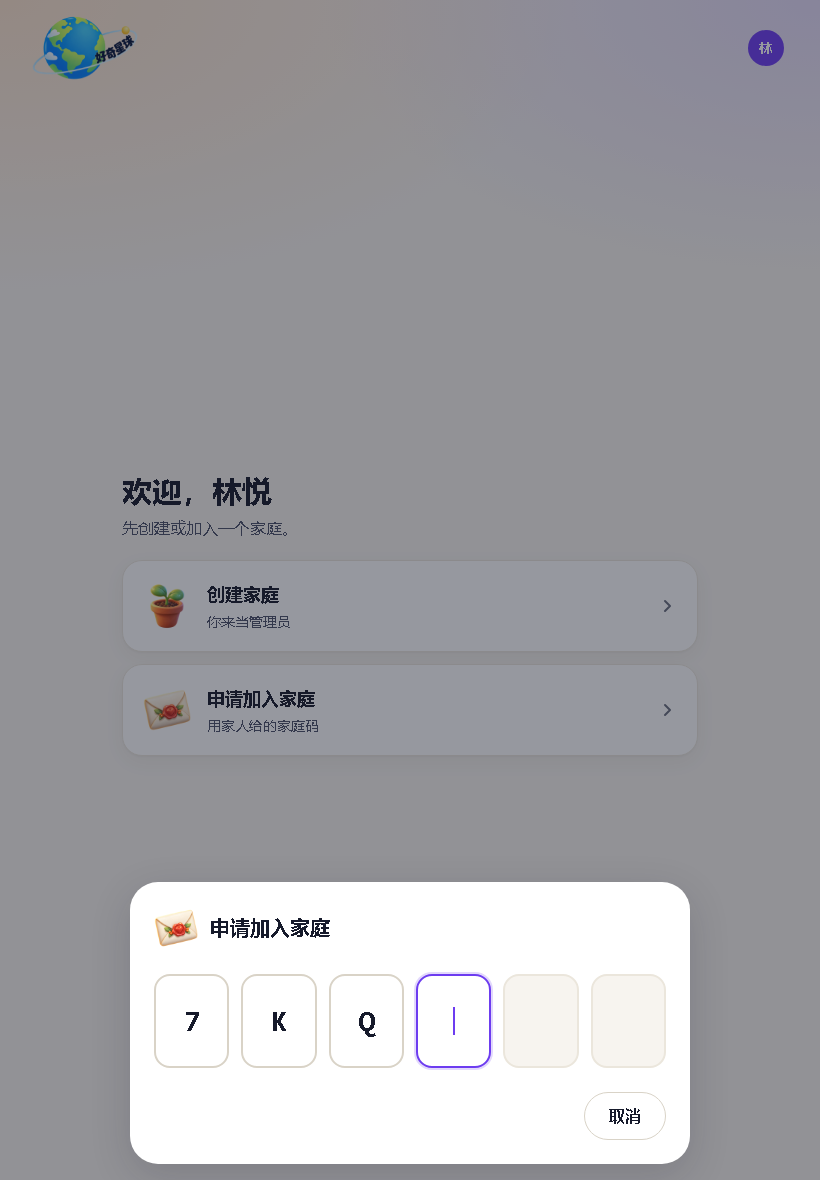 好奇星球
林
欢迎，林悦
先创建或加入一个家庭。
创建家庭
你来当管理员
申请加入家庭
用家人给的家庭码
申请加入家庭
7 K Q
取消